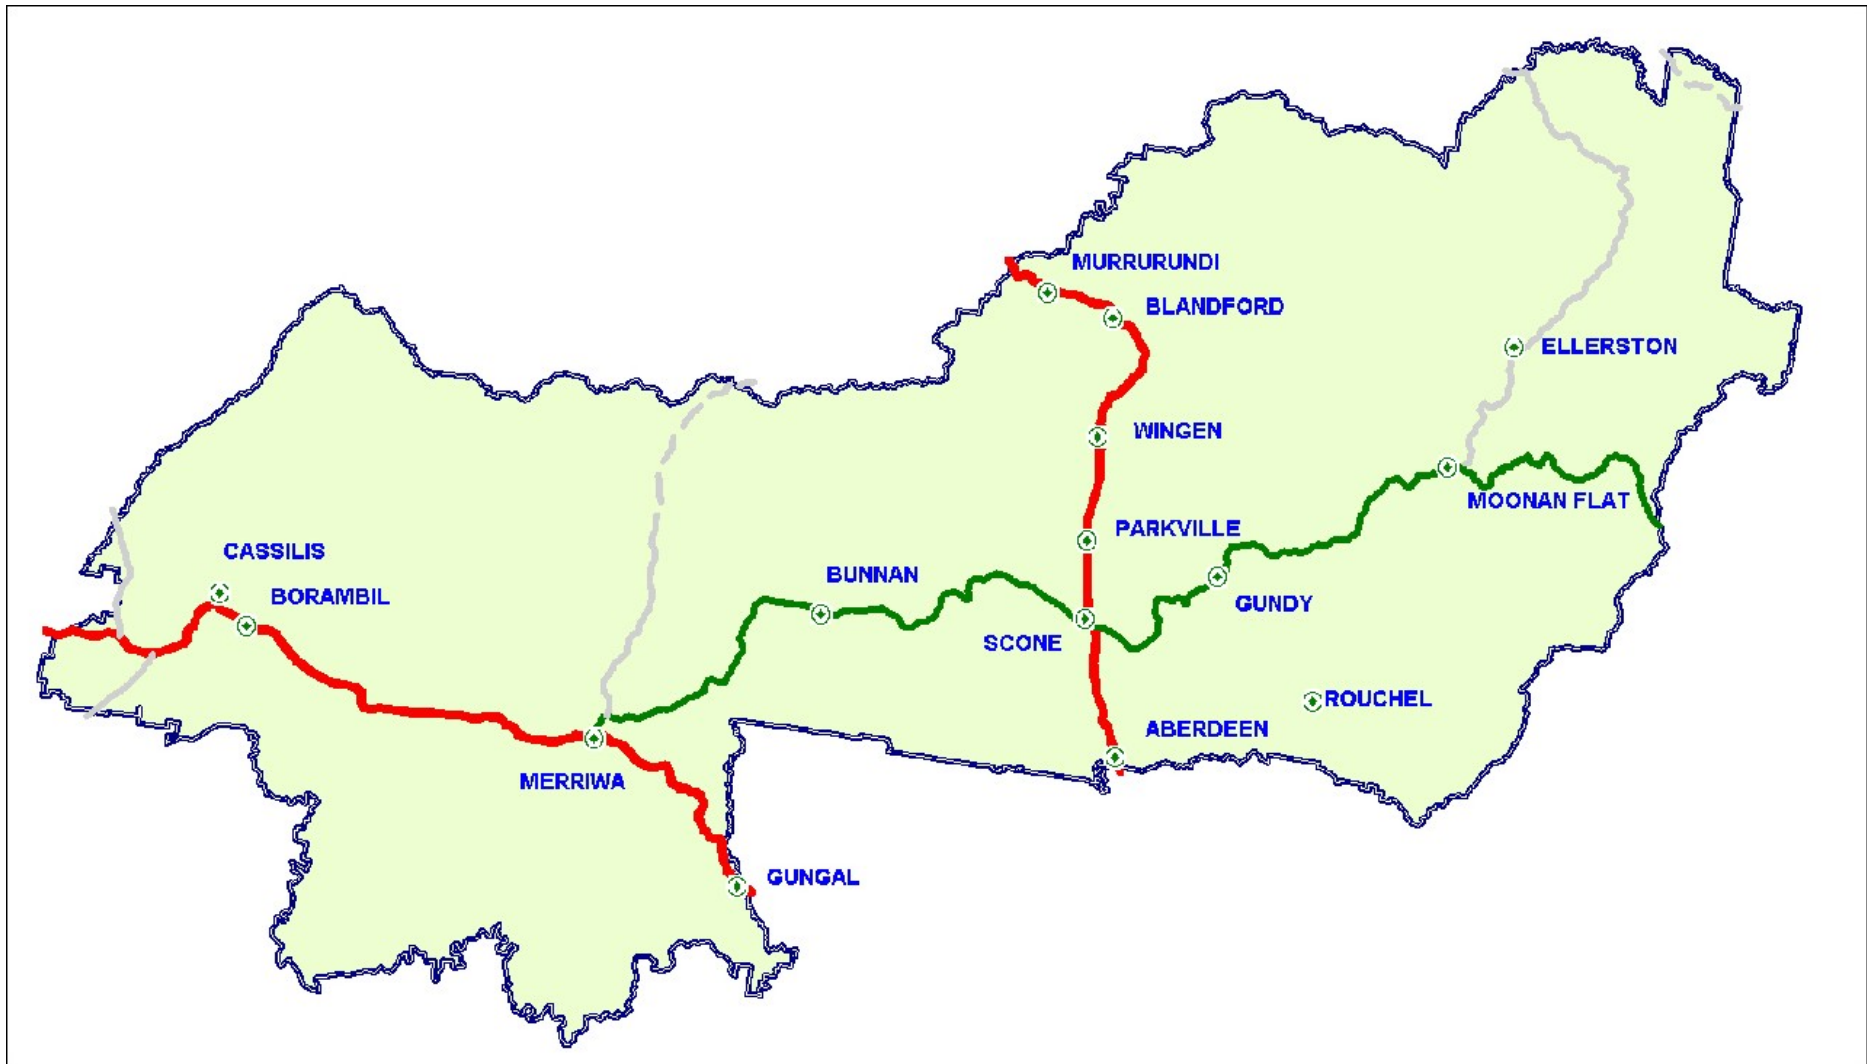 MURRURUNDI
BLANDFORD
ELLERSTON
WINGEN
MOONAN FLAT
PARKVILLE
CASSILIS
BUNNAN
BORAMBIL
GUNDY
SCONE
ROUCHEL
ABERDEEN
MERRIWA
GUNGAL